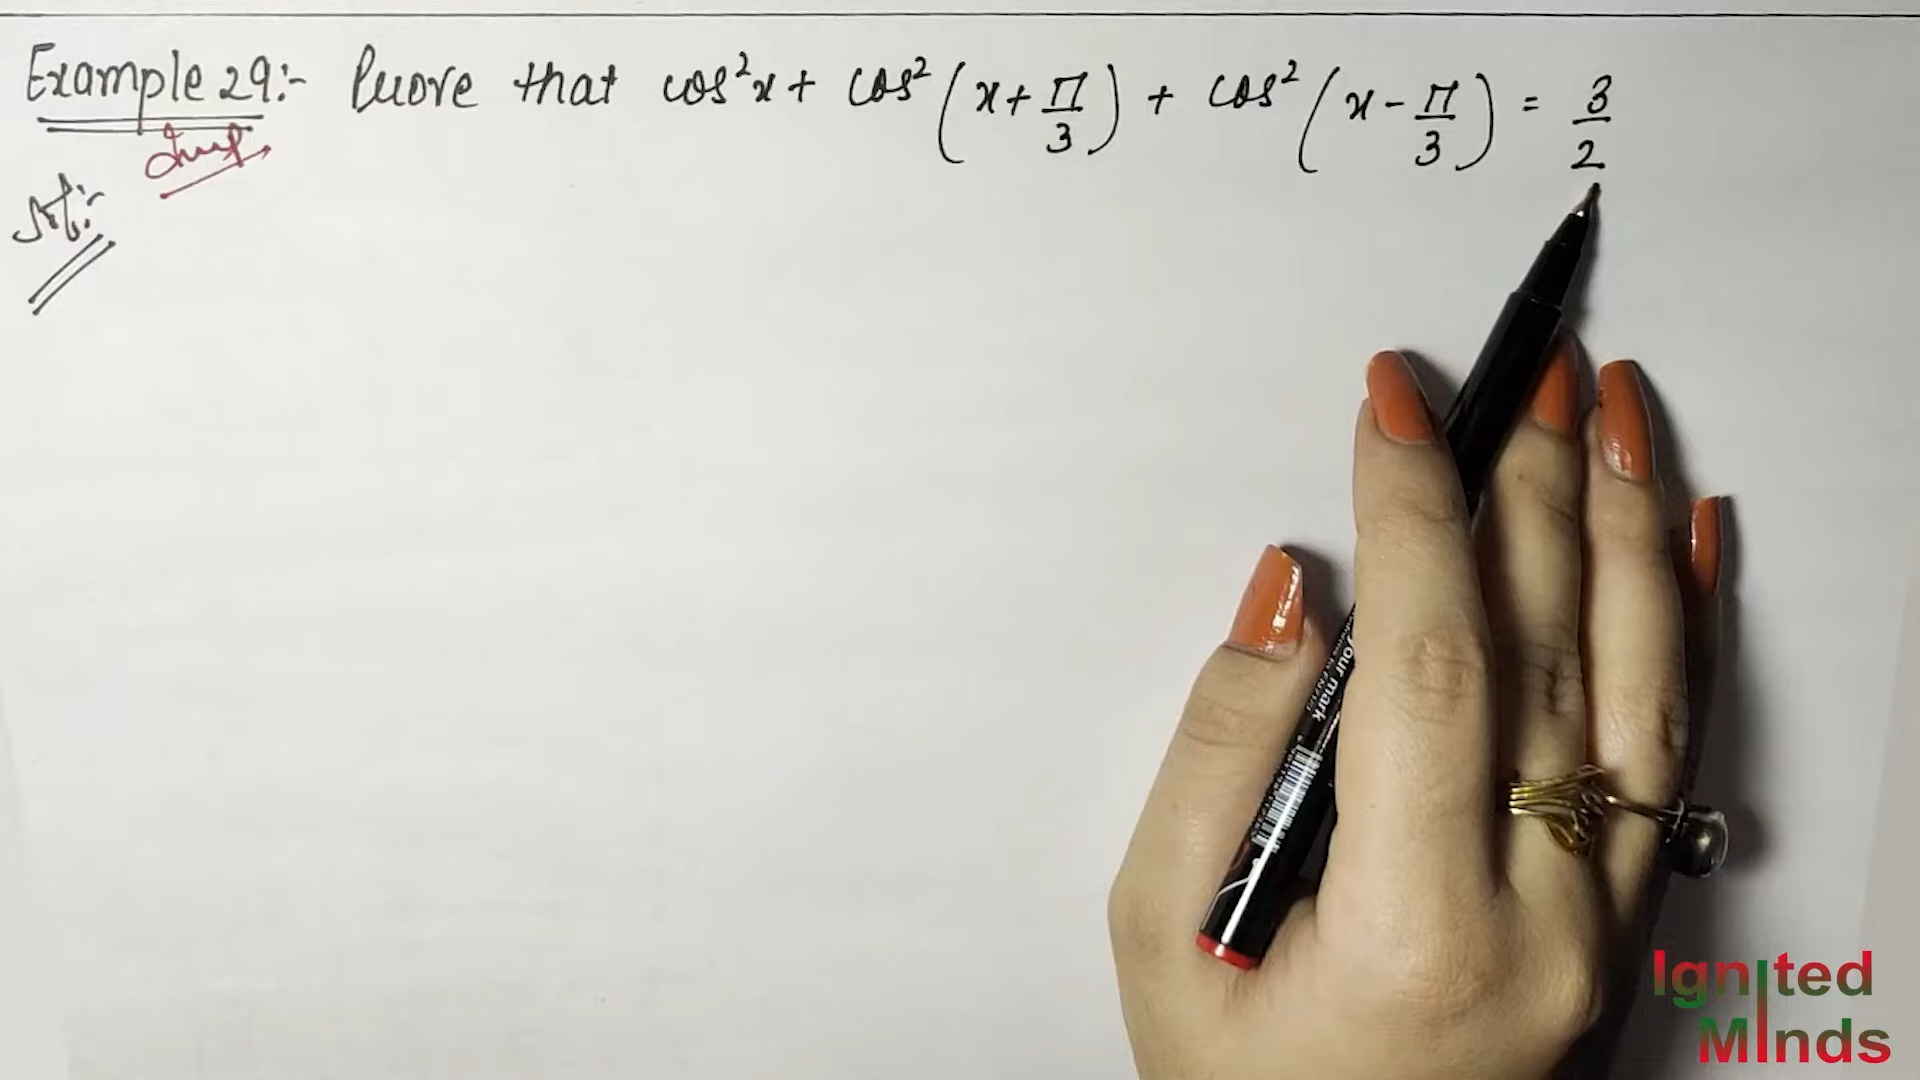 Example 29:- Prove that cos²x + cos²(x + π/3) + cos²(x - π/3) = 3/2
Imp
Sol:-
your mark
Ignited
Minds